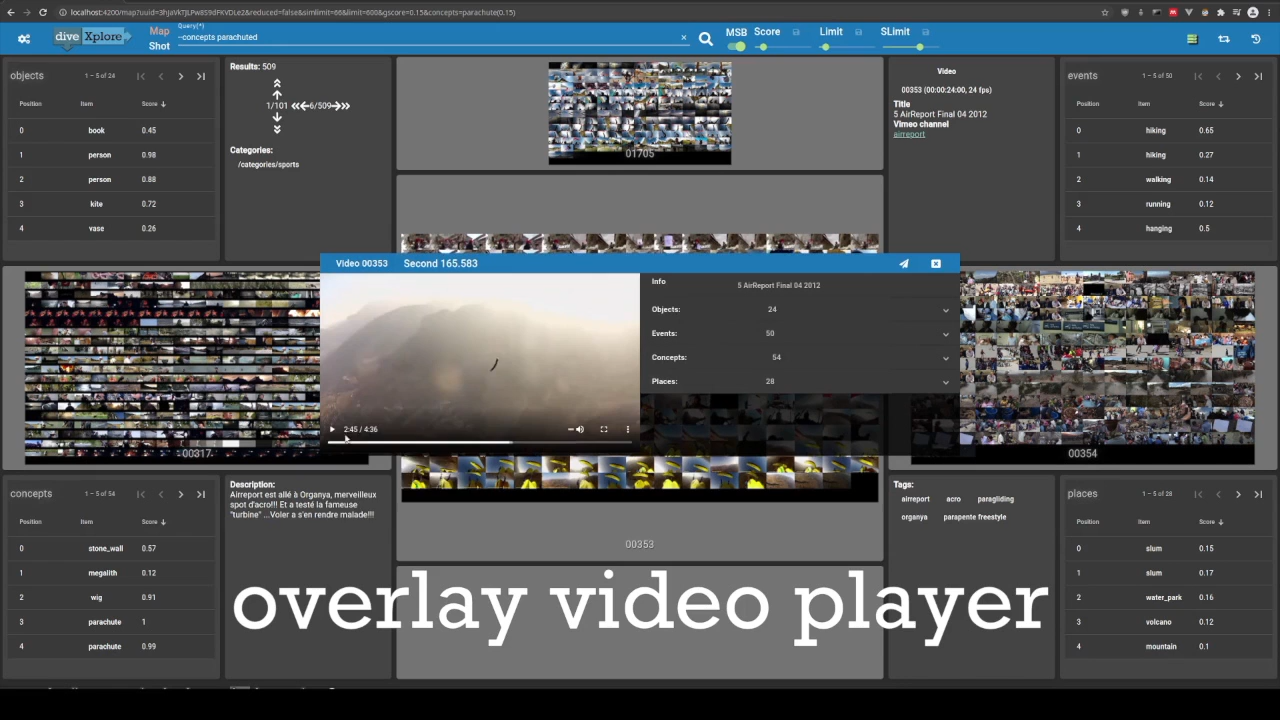 localhost:4200/map?uuid=3hjaVkTJLPw8S9dFKVDLe2&reduced=false&simlimit=66&limit=600&gscore=0.15&concepts=parachute(0.15)
dive Xplore
Map
Shot
Query(*)
~concepts parachuted
×
MSB
Score
Limit
SLimit
objects
1 – 5 of 24
Position Item Score
0 book 0.45
1 person 0.98
2 person 0.88
3 kite 0.72
4 vase 0.26
Results: 509
1/101
6/509
Categories:
/categories/sports
01705
Video
00353 (00:00:24:00, 24 fps)
Title
5 AirReport Final 04 2012
Vimeo channel
airreport
events
1 – 5 of 50
Position Item Score
0 hiking 0.65
1 hiking 0.27
2 walking 0.14
3 running 0.12
4 hanging 0.5
Video 00353 Second 165.583
Info 5 AirReport Final 04 2012
Objects: 24
Events: 50
Concepts: 54
Places: 28
2:45 / 4:36
00317
00354
concepts
1 – 5 of 54
Position Item Score
0 stone_wall 0.57
1 megalith 0.12
2 wig 0.91
3 parachute 1
4 parachute 0.99
Description:
Airreport est allé à Organya, merveilleux
spot d'acro!!! Et a testé la fameuse
"turbine" ...Voler a s'en rendre malade!!!
00353
Tags:
airreport acro paragliding
organya parapente freestyle
places
1 – 5 of 28
Position Item Score
0 slum 0.15
1 slum 0.17
2 water_park 0.16
3 volcano 0.12
4 mountain 0.1
overlay video player